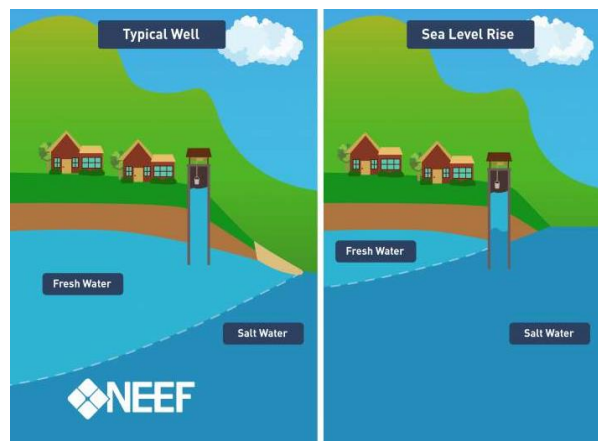 Typical Well
Fresh Water
Salt Water
NEEF
Sea Level Rise
Fresh Water
Salt Water